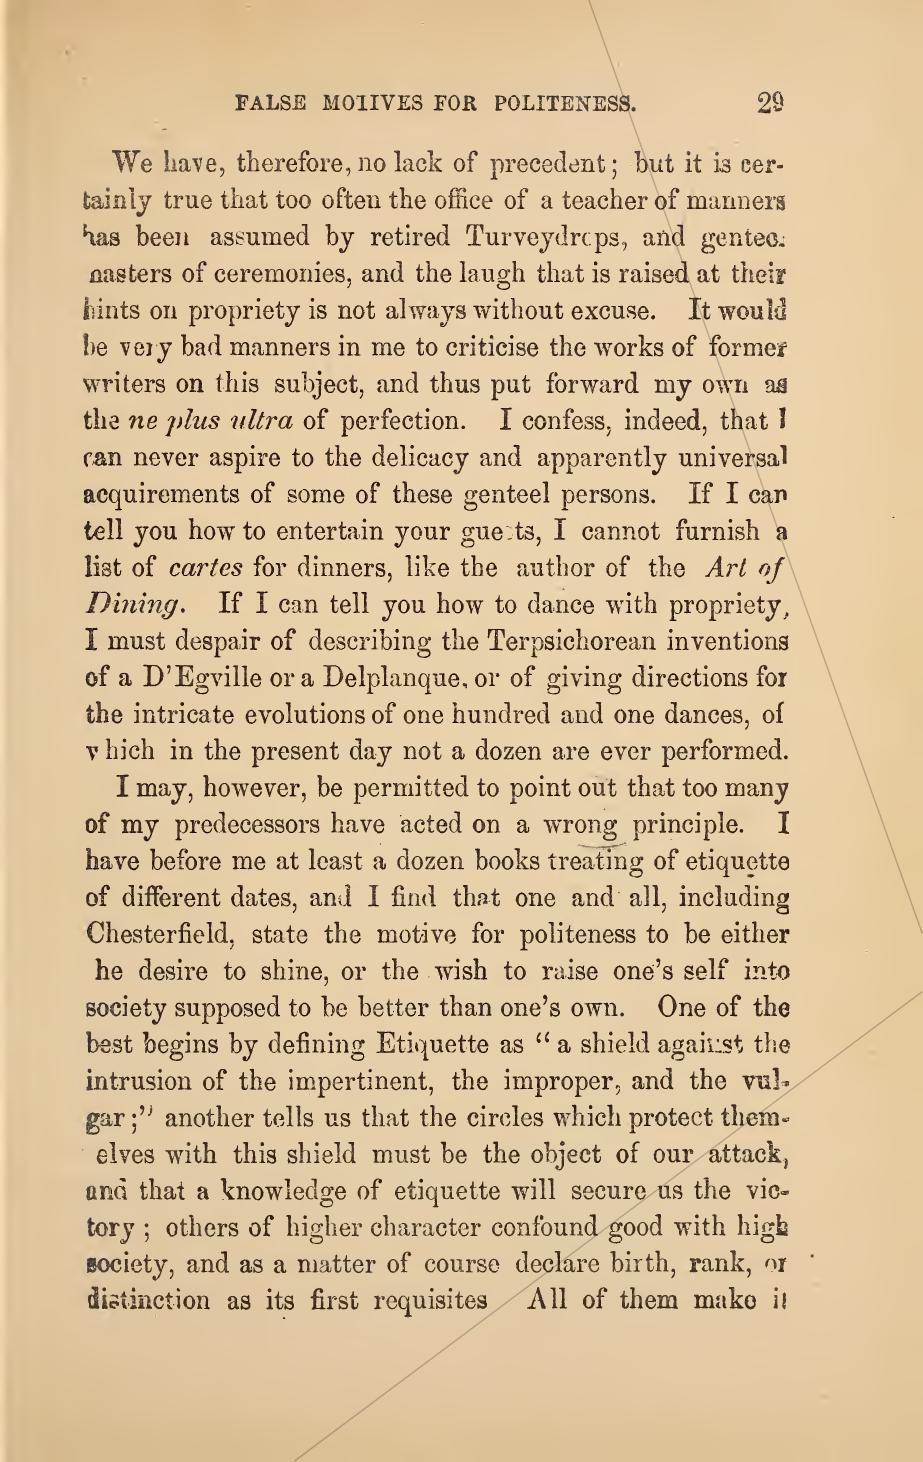 FALSE MOTIVES FOR POLITENESS. 29
We have, therefore, no lack of precedent; but it is cer-
tainly true that too often the office of a teacher of manners
has been assumed by retired Turveydrops, and genteel
masters of ceremonies, and the laugh that is raised at their
hints on propriety is not always without excuse. It would
be very bad manners in me to criticise the works of former
writers on this subject, and thus put forward my own as
the ne plus ultra of perfection. I confess, indeed, that I
can never aspire to the delicacy and apparently universal
acquirements of some of these genteel persons. If I can
tell you how to entertain your guests, I cannot furnish a
list of cartes for dinners, like the author of the Art of
Dining. If I can tell you how to dance with propriety,
I must despair of describing the Terpsichorean inventions
of a D'Egville or a Delplanque, or of giving directions for
the intricate evolutions of one hundred and one dances, of
which in the present day not a dozen are ever performed.
I may, however, be permitted to point out that too many
of my predecessors have acted on a wrong principle. I
have before me at least a dozen books treating of etiquette
of different dates, and I find that one and all, including
Chesterfield, state the motive for politeness to be either
he desire to shine, or the wish to raise one's self into
society supposed to be better than one's own. One of the
best begins by defining Etiquette as "a shield against the
intrusion of the impertinent, the improper, and the vul-
gar;" another tells us that the circles which protect them-
elves with this shield must be the object of our attack,
and that a knowledge of etiquette will secure us the vic-
tory; others of higher character confound good with high
society, and as a matter of course declare birth, rank, or
distinction as its first requisites All of them make it